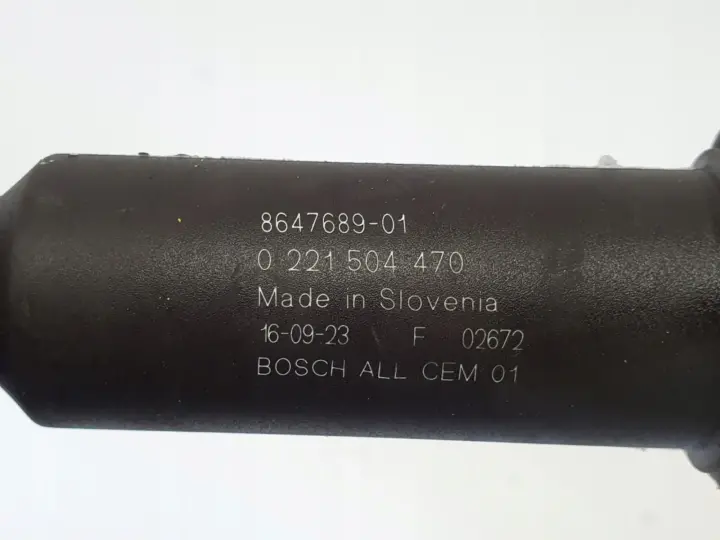 8647689-01
0 221 504 470
Made in Slovenia
16-09-23 F 02672
BOSCH ALL CEM 01